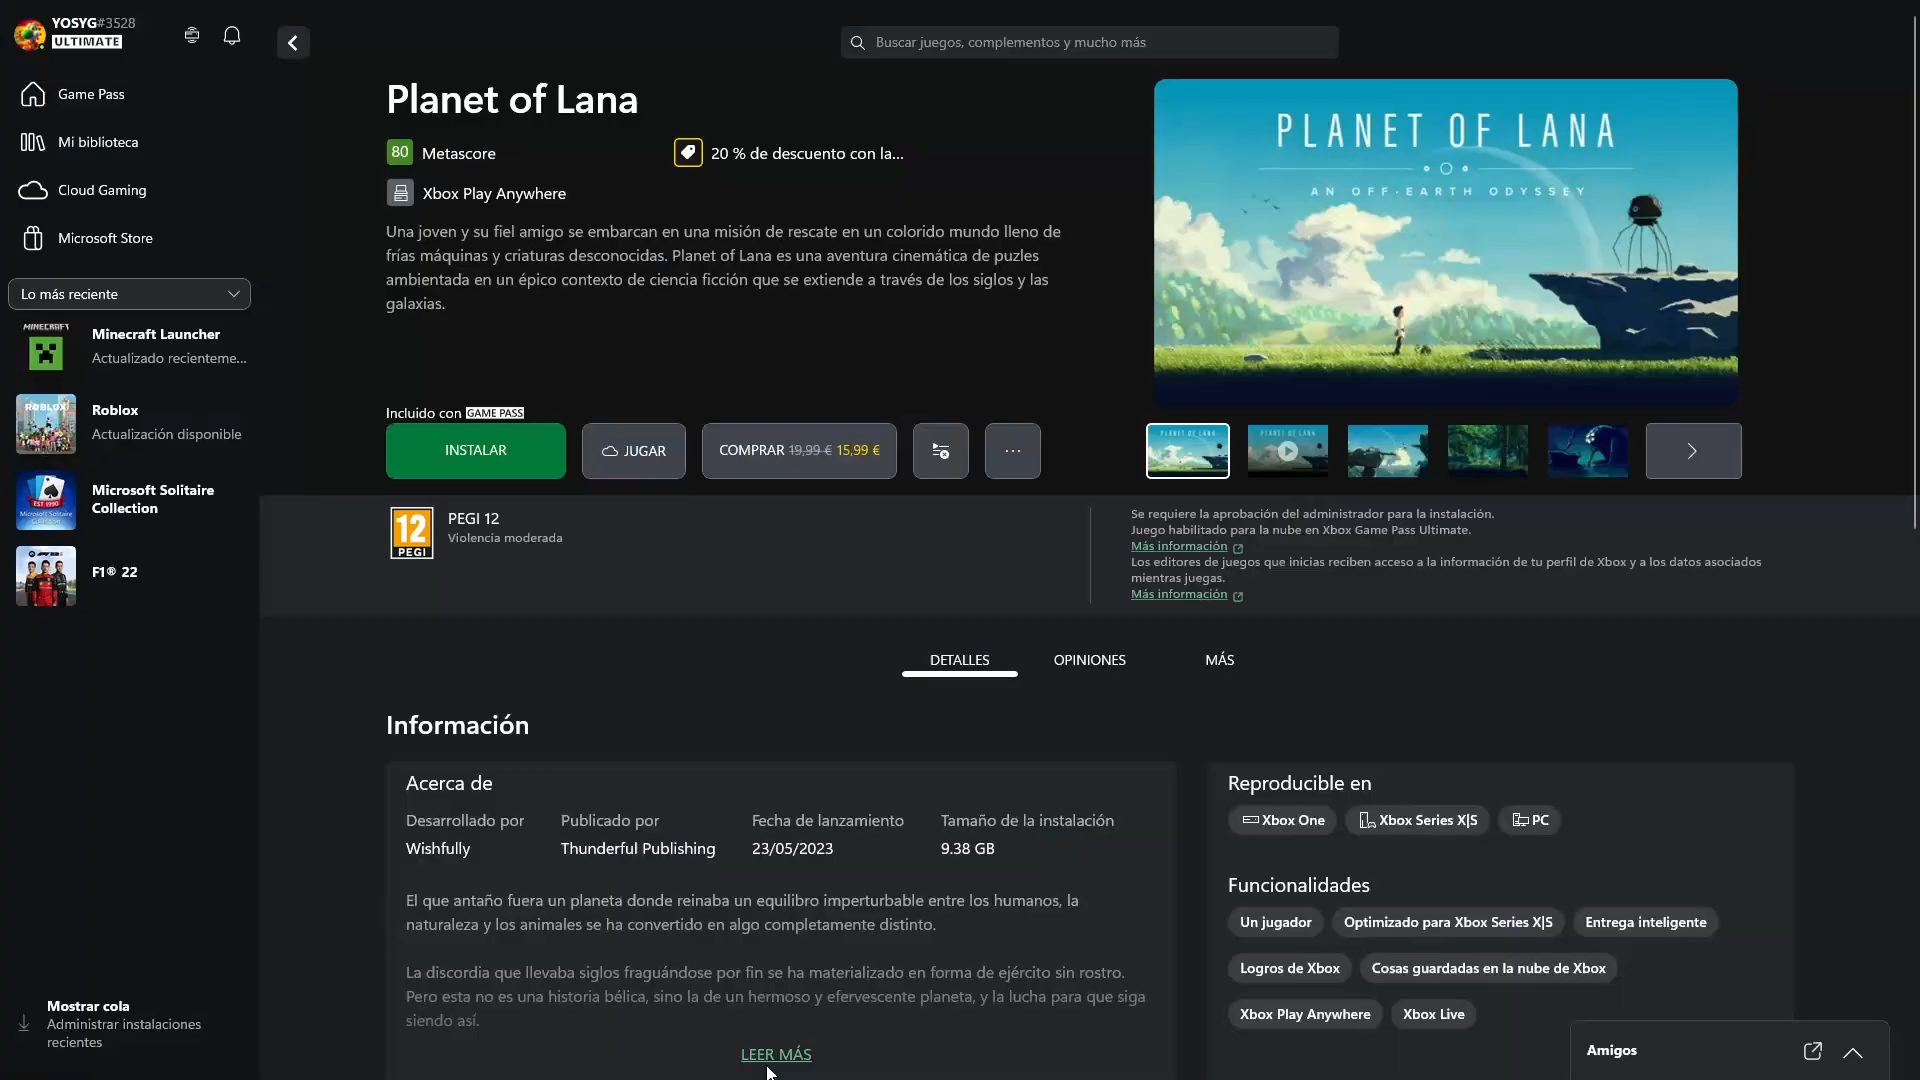 YOSYG#3528
ULTIMATE
Game Pass
Mi biblioteca
Cloud Gaming
Microsoft Store
Lo más reciente
MINECRAFT
Minecraft Launcher
Actualizado recienteme...
ROBLOX
Roblox
Actualización disponible
EST 1990
Microsoft Solitaire
Collection
Microsoft Solitaire
Collection
F1® 22
Mostrar cola
Administrar instalaciones
recientes
Buscar juegos, complementos y mucho más
Planet of Lana
80 Metascore
20 % de descuento con la...
Xbox Play Anywhere
Una joven y su fiel amigo se embarcan en una misión de rescate en un colorido mundo lleno de
frías máquinas y criaturas desconocidas. Planet of Lana es una aventura cinemática de puzles
ambientada en un épico contexto de ciencia ficción que se extiende a través de los siglos y las
galaxias.
Incluido con GAME PASS
INSTALAR
JUGAR
COMPRAR 19,99 € 15,99 €
...
PLANET OF LANA
AN OFF-EARTH ODYSSEY
PLANET OF LANA
PLANET OF LANA
12
PEGI
PEGI 12
Violencia moderada
Se requiere la aprobación del administrador para la instalación.
Juego habilitado para la nube en Xbox Game Pass Ultimate.
Más información
Los editores de juegos que inicias reciben acceso a la información de tu perfil de Xbox y a los datos asociados
mientras juegas.
Más información
DETALLES
OPINIONES
MÁS
Información
Acerca de
Desarrollado por
Wishfully
Publicado por
Thunderful Publishing
Fecha de lanzamiento
23/05/2023
Tamaño de la instalación
9.38 GB
El que antaño fuera un planeta donde reinaba un equilibro imperturbable entre los humanos, la
naturaleza y los animales se ha convertido en algo completamente distinto.
La discordia que llevaba siglos fraguándose por fin se ha materializado en forma de ejército sin rostro.
Pero esta no es una historia bélica, sino la de un hermoso y efervescente planeta, y la lucha para que siga
siendo así.
LEER MÁS
Reproducible en
Xbox One
Xbox Series X|S
PC
Funcionalidades
Un jugador
Optimizado para Xbox Series X|S
Entrega inteligente
Logros de Xbox
Cosas guardadas en la nube de Xbox
Xbox Play Anywhere
Xbox Live
Amigos